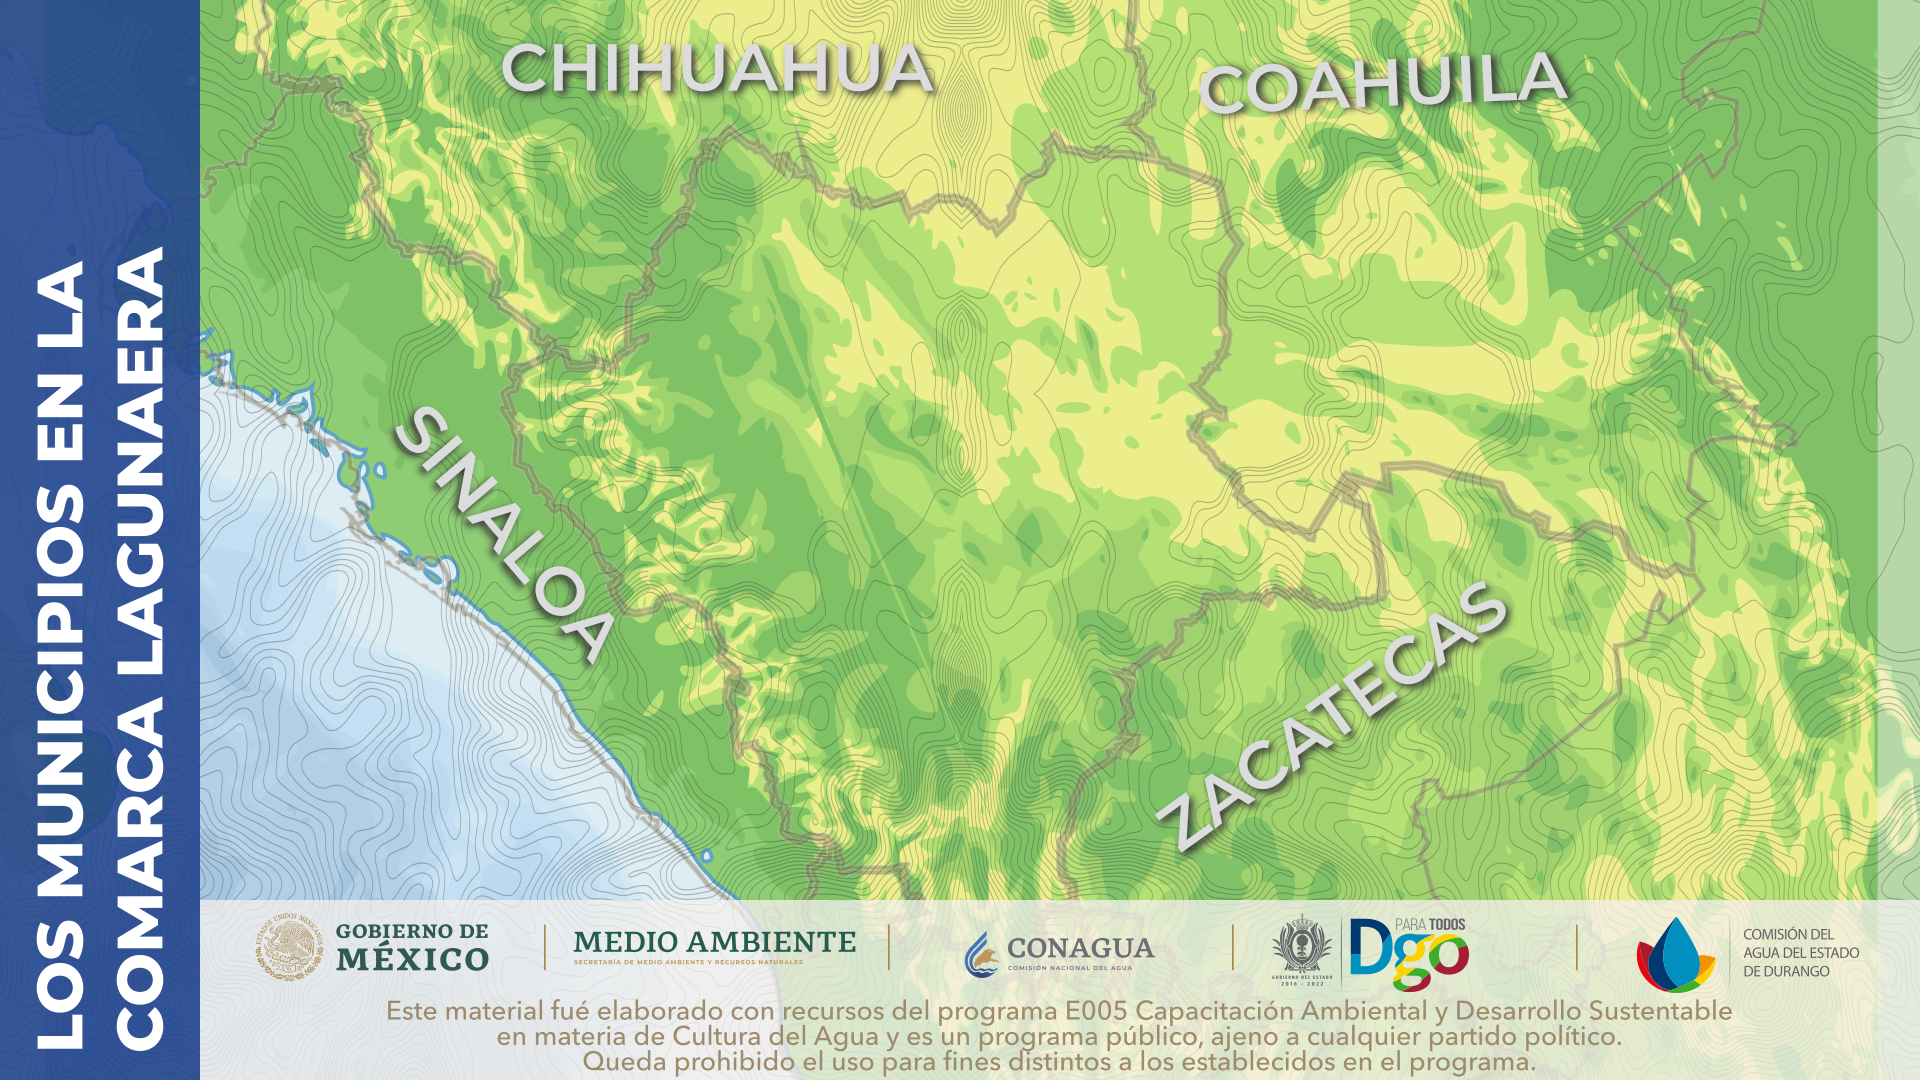 LOS MUNICIPIOS EN LA
COMARCA LAGUNAERA
CHIHUAHUA
COAHUILA
SINALOA
ZACATECAS
ESTADOS UNIDOS MEXICANOS
GOBIERNO DE
MÉXICO
MEDIO AMBIENTE
SECRETARÍA DE MEDIO AMBIENTE Y RECURSOS NATURALES
CONAGUA
COMISIÓN NACIONAL DEL AGUA
GOBIERNO DEL ESTADO
2016 - 2022
PARA TODOS
Dgo
COMISIÓN DEL
AGUA DEL ESTADO
DE DURANGO
Este material fué elaborado con recursos del programa E005 Capacitación Ambiental y Desarrollo Sustentable
en materia de Cultura del Agua y es un programa público, ajeno a cualquier partido político.
Queda prohibido el uso para fines distintos a los establecidos en el programa.